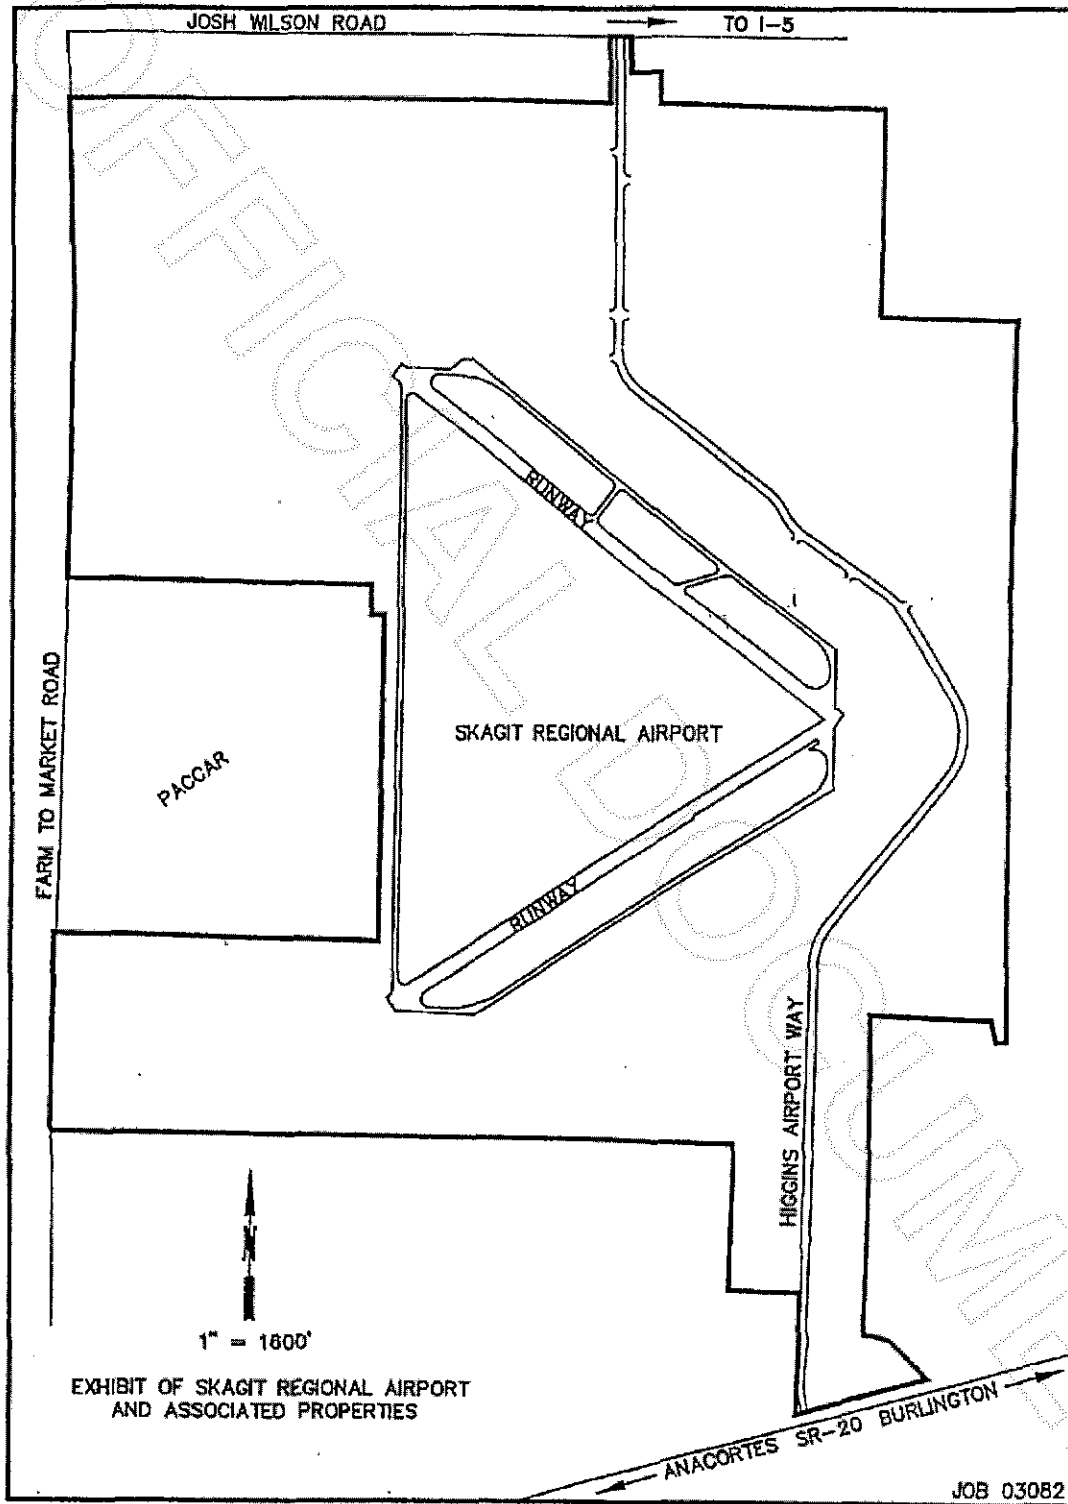 JOSH WILSON ROAD
TO I-5
RUNWAY
SKAGIT REGIONAL AIRPORT
FARM TO MARKET ROAD
PACCAR
RUNWAY
HIGGINS AIRPORT WAY
N
1" = 1600'
EXHIBIT OF SKAGIT REGIONAL AIRPORT
AND ASSOCIATED PROPERTIES
ANACORTES SR-20 BURLINGTON
JOB 03082
OFFICIAL DOCUME